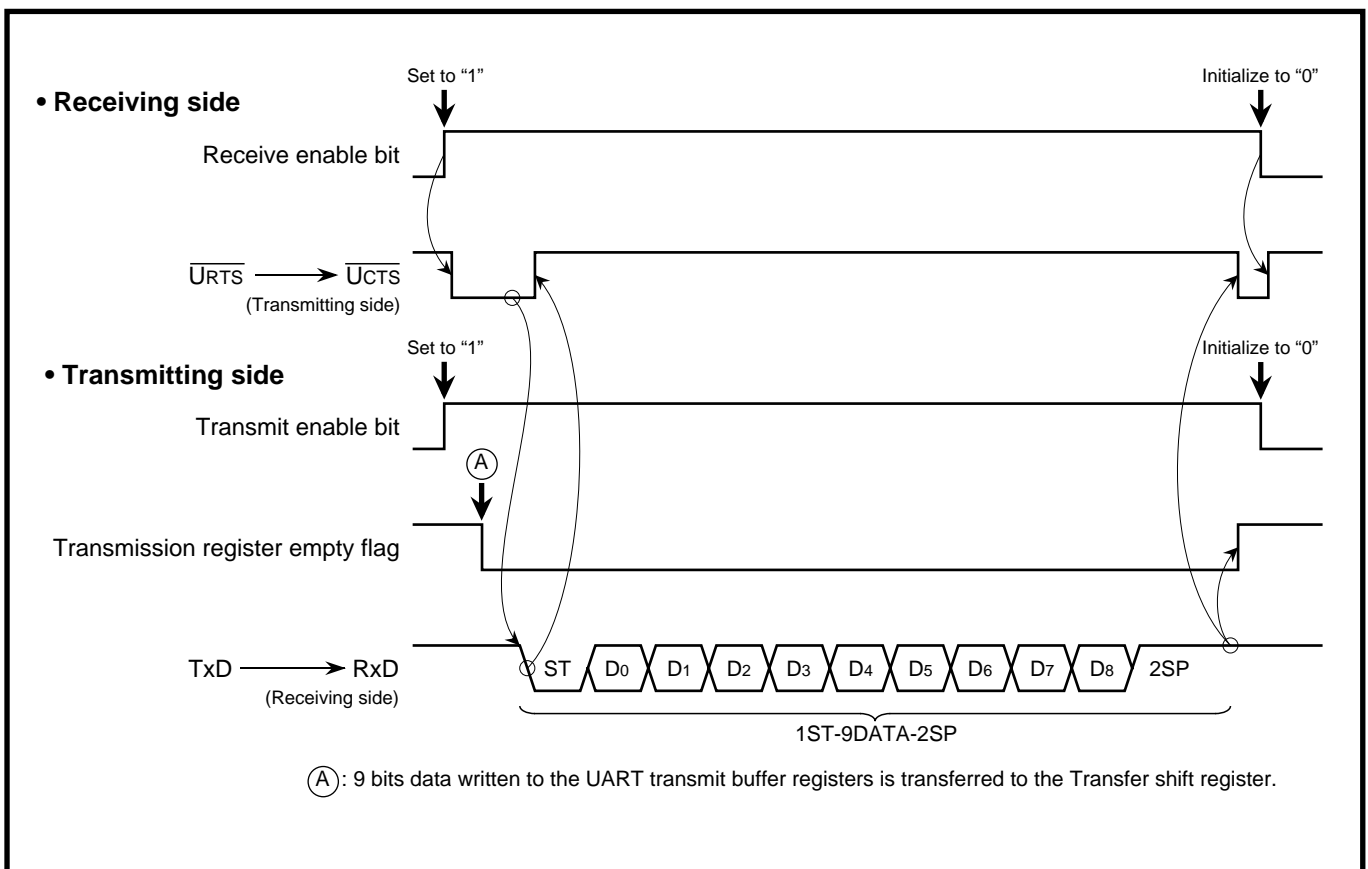 Set to “1”
Initialize to “0”
• Receiving side
Receive enable bit
URTS UCTS
(Transmitting side)
Set to “1”
Initialize to “0”
• Transmitting side
Transmit enable bit
A
Transmission register empty flag
TxD RxD
(Receiving side)
ST D0 D1 D2 D3 D4 D5 D6 D7 D8 2SP
1ST-9DATA-2SP
A : 9 bits data written to the UART transmit buffer registers is transferred to the Transfer shift register.